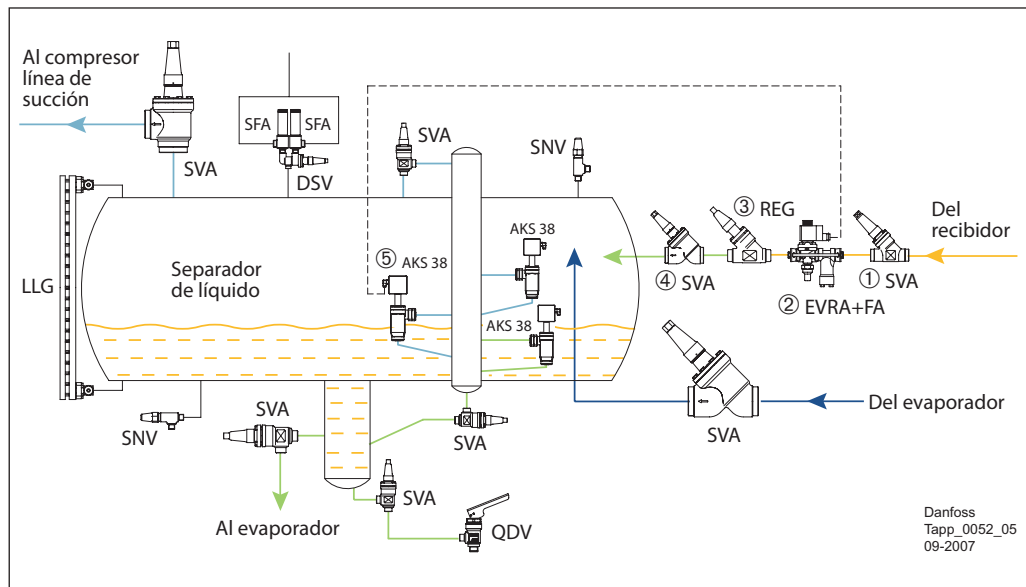 Al compresor
línea de
succión
SVA
SFA
SFA
DSV
SVA
SNV
③ REG
Del
recibidor
④ SVA
② EVRA+FA
① SVA
LLG
Separador
de líquido
⑤ AKS 38
AKS 38
AKS 38
SNV
SVA
SVA
SVA
Del evaporador
Al evaporador
SVA
QDV
Danfoss
Tapp_0052_05
09-2007